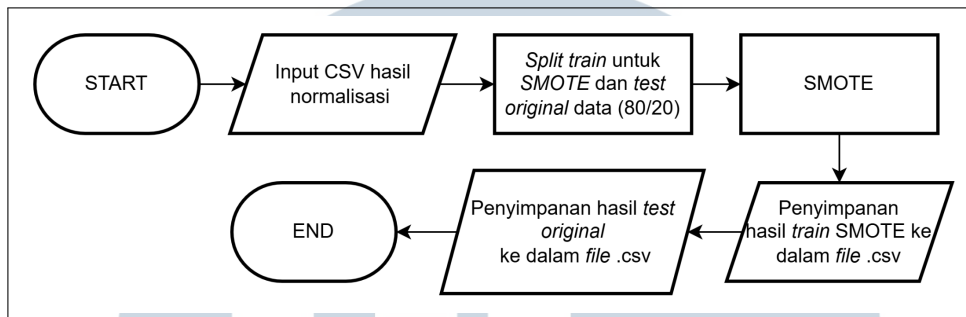 START
Input CSV hasil
normalisasi
Split train untuk
SMOTE dan test
original data (80/20)
SMOTE
Penyimpanan
hasil train SMOTE ke
dalam file .csv
Penyimpanan hasil test
original
ke dalam file .csv
END